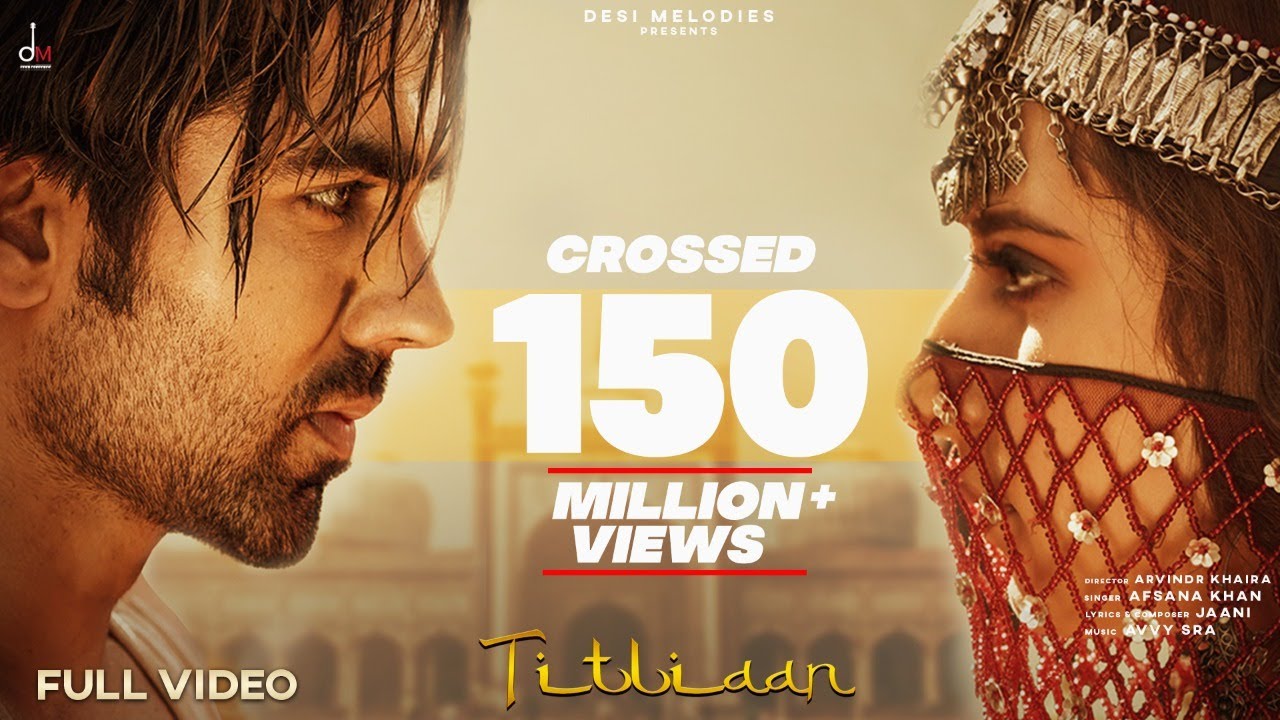 DESI MELODIES
PRESENTS
dM
CROSSED
150
MILLION+
VIEWS
DIRECTOR ARVINDR KHAIRA
SINGER AFSANA KHAN
LYRICS & COMPOSER JAANI
MUSIC AVVY SRA
Titliaan
FULL VIDEO